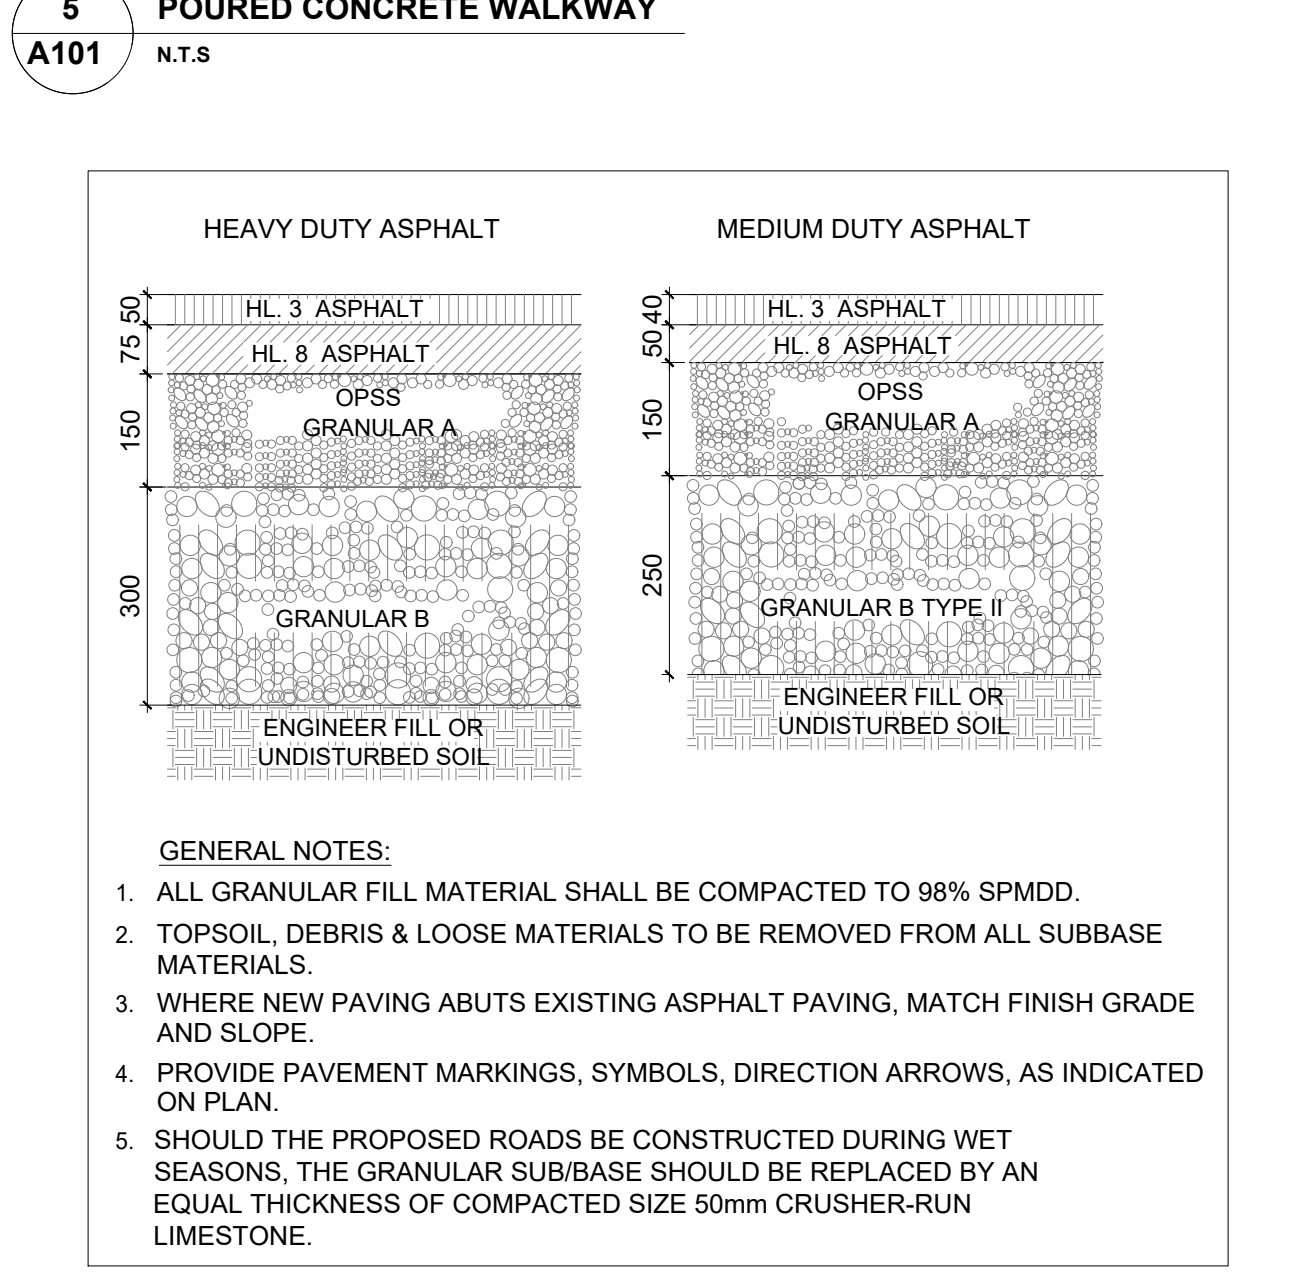 5
POURED CONCRETE WALKWAY
A101
N.T.S
HEAVY DUTY ASPHALT
50
HL. 3 ASPHALT
75
HL. 8 ASPHALT
150
OPSS
GRANULAR A
300
GRANULAR B
ENGINEER FILL OR
UNDISTURBED SOIL
MEDIUM DUTY ASPHALT
40
HL. 3 ASPHALT
50
HL. 8 ASPHALT
150
OPSS
GRANULAR A
250
GRANULAR B TYPE II
ENGINEER FILL OR
UNDISTURBED SOIL
GENERAL NOTES:
1. ALL GRANULAR FILL MATERIAL SHALL BE COMPACTED TO 98% SPMDD.
2. TOPSOIL, DEBRIS & LOOSE MATERIALS TO BE REMOVED FROM ALL SUBBASE
MATERIALS.
3. WHERE NEW PAVING ABUTS EXISTING ASPHALT PAVING, MATCH FINISH GRADE
AND SLOPE.
4. PROVIDE PAVEMENT MARKINGS, SYMBOLS, DIRECTION ARROWS, AS INDICATED
ON PLAN.
5. SHOULD THE PROPOSED ROADS BE CONSTRUCTED DURING WET
SEASONS, THE GRANULAR SUB/BASE SHOULD BE REPLACED BY AN
EQUAL THICKNESS OF COMPACTED SIZE 50mm CRUSHER-RUN
LIMESTONE.